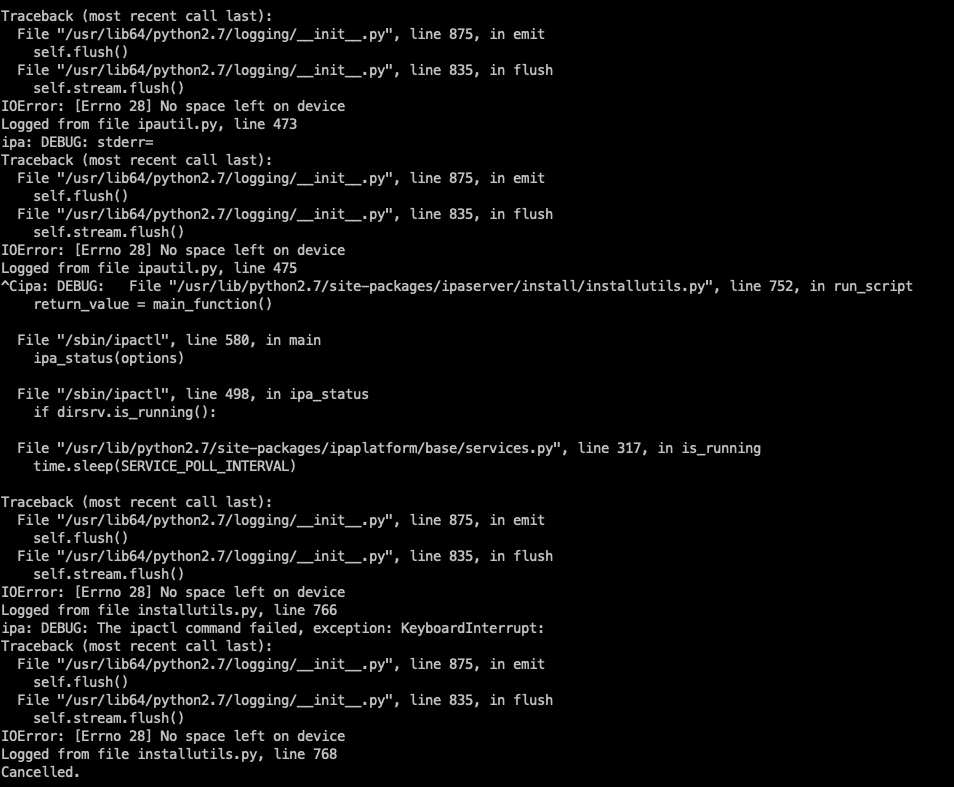 Traceback (most recent call last):
  File "/usr/lib64/python2.7/logging/__init__.py", line 875, in emit
    self.flush()
  File "/usr/lib64/python2.7/logging/__init__.py", line 835, in flush
    self.stream.flush()
IOError: [Errno 28] No space left on device
Logged from file ipautil.py, line 473
ipa: DEBUG: stderr=
Traceback (most recent call last):
  File "/usr/lib64/python2.7/logging/__init__.py", line 875, in emit
    self.flush()
  File "/usr/lib64/python2.7/logging/__init__.py", line 835, in flush
    self.stream.flush()
IOError: [Errno 28] No space left on device
Logged from file ipautil.py, line 475
^Cipa: DEBUG:   File "/usr/lib/python2.7/site-packages/ipaserver/install/installutils.py", line 752, in run_script
    return_value = main_function()

  File "/sbin/ipactl", line 580, in main
    ipa_status(options)

  File "/sbin/ipactl", line 498, in ipa_status
    if dirsrv.is_running():

  File "/usr/lib/python2.7/site-packages/ipaplatform/base/services.py", line 317, in is_running
    time.sleep(SERVICE_POLL_INTERVAL)

Traceback (most recent call last):
  File "/usr/lib64/python2.7/logging/__init__.py", line 875, in emit
    self.flush()
  File "/usr/lib64/python2.7/logging/__init__.py", line 835, in flush
    self.stream.flush()
IOError: [Errno 28] No space left on device
Logged from file installutils.py, line 766
ipa: DEBUG: The ipactl command failed, exception: KeyboardInterrupt:
Traceback (most recent call last):
  File "/usr/lib64/python2.7/logging/__init__.py", line 875, in emit
    self.flush()
  File "/usr/lib64/python2.7/logging/__init__.py", line 835, in flush
    self.stream.flush()
IOError: [Errno 28] No space left on device
Logged from file installutils.py, line 768
Cancelled.